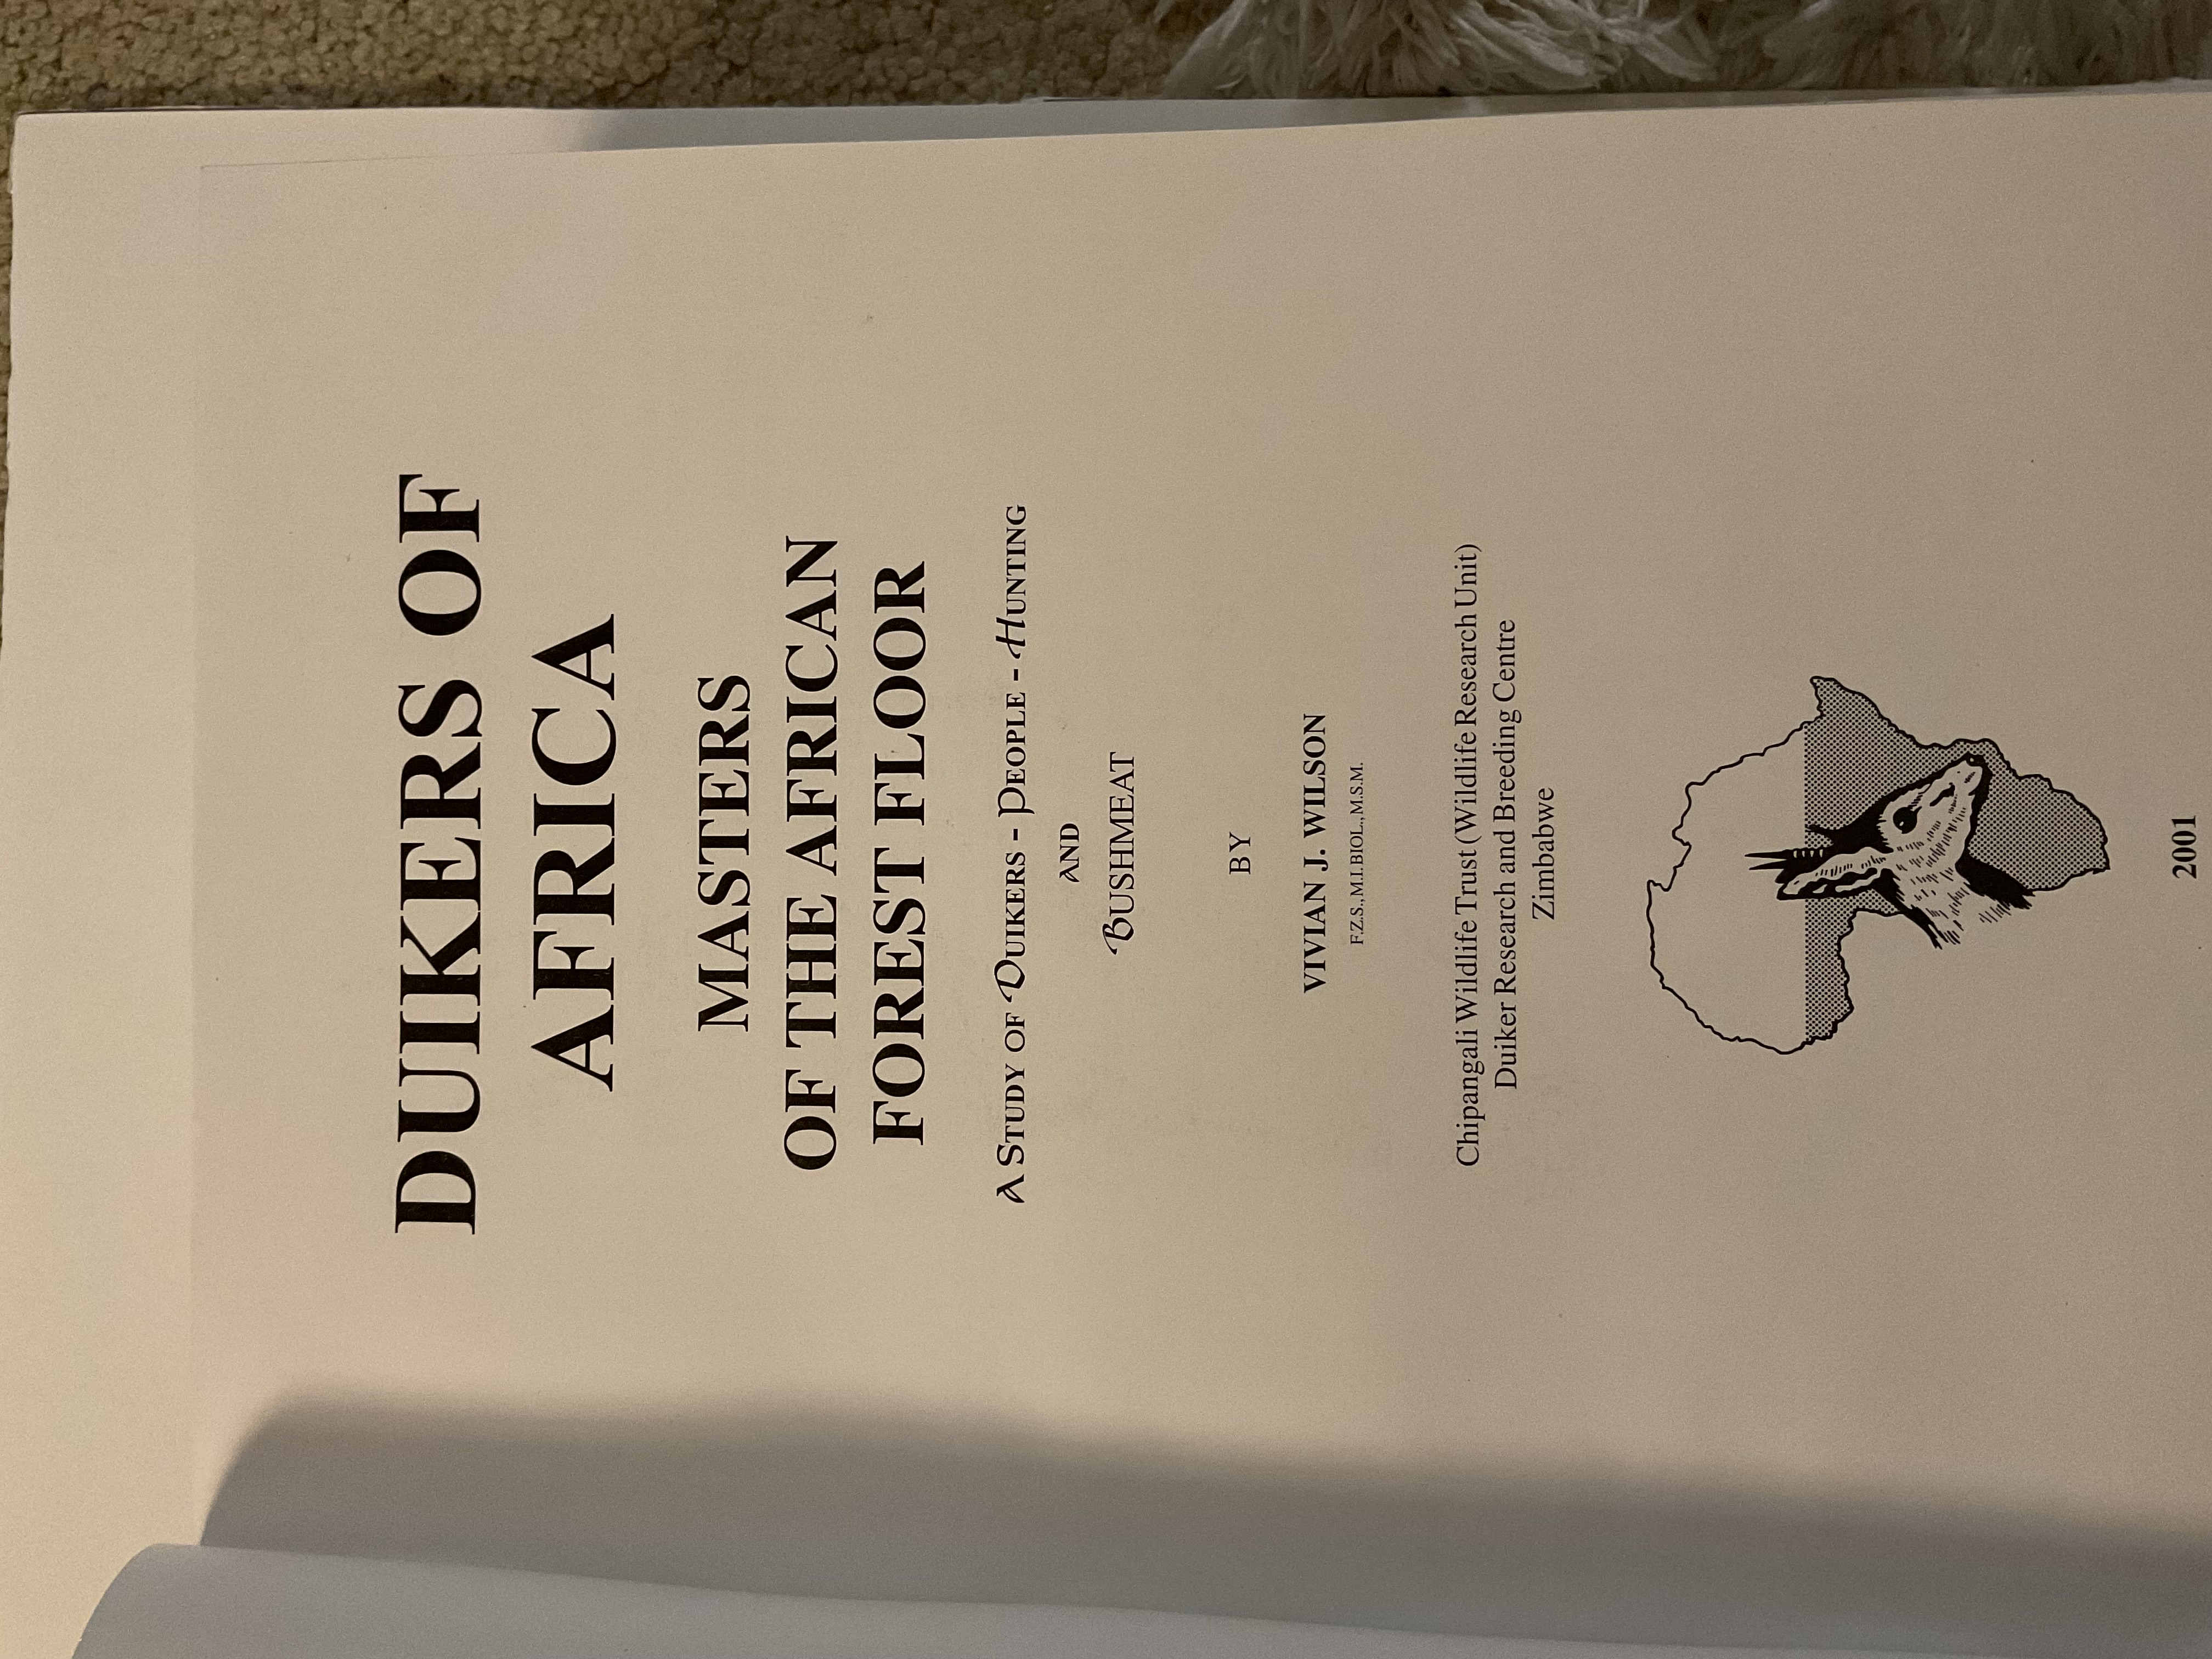 DUIKERS OF
AFRICA
MASTERS
OF THE AFRICAN
FOREST FLOOR
A STUDY OF DUIKERS - PEOPLE - HUNTING
AND
BUSHMEAT
BY
VIVIAN J. WILSON
F.Z.S., M.I.BIOL., M.S.M.
Chipangali Wildlife Trust (Wildlife Research Unit)
Duiker Research and Breeding Centre
Zimbabwe
2001